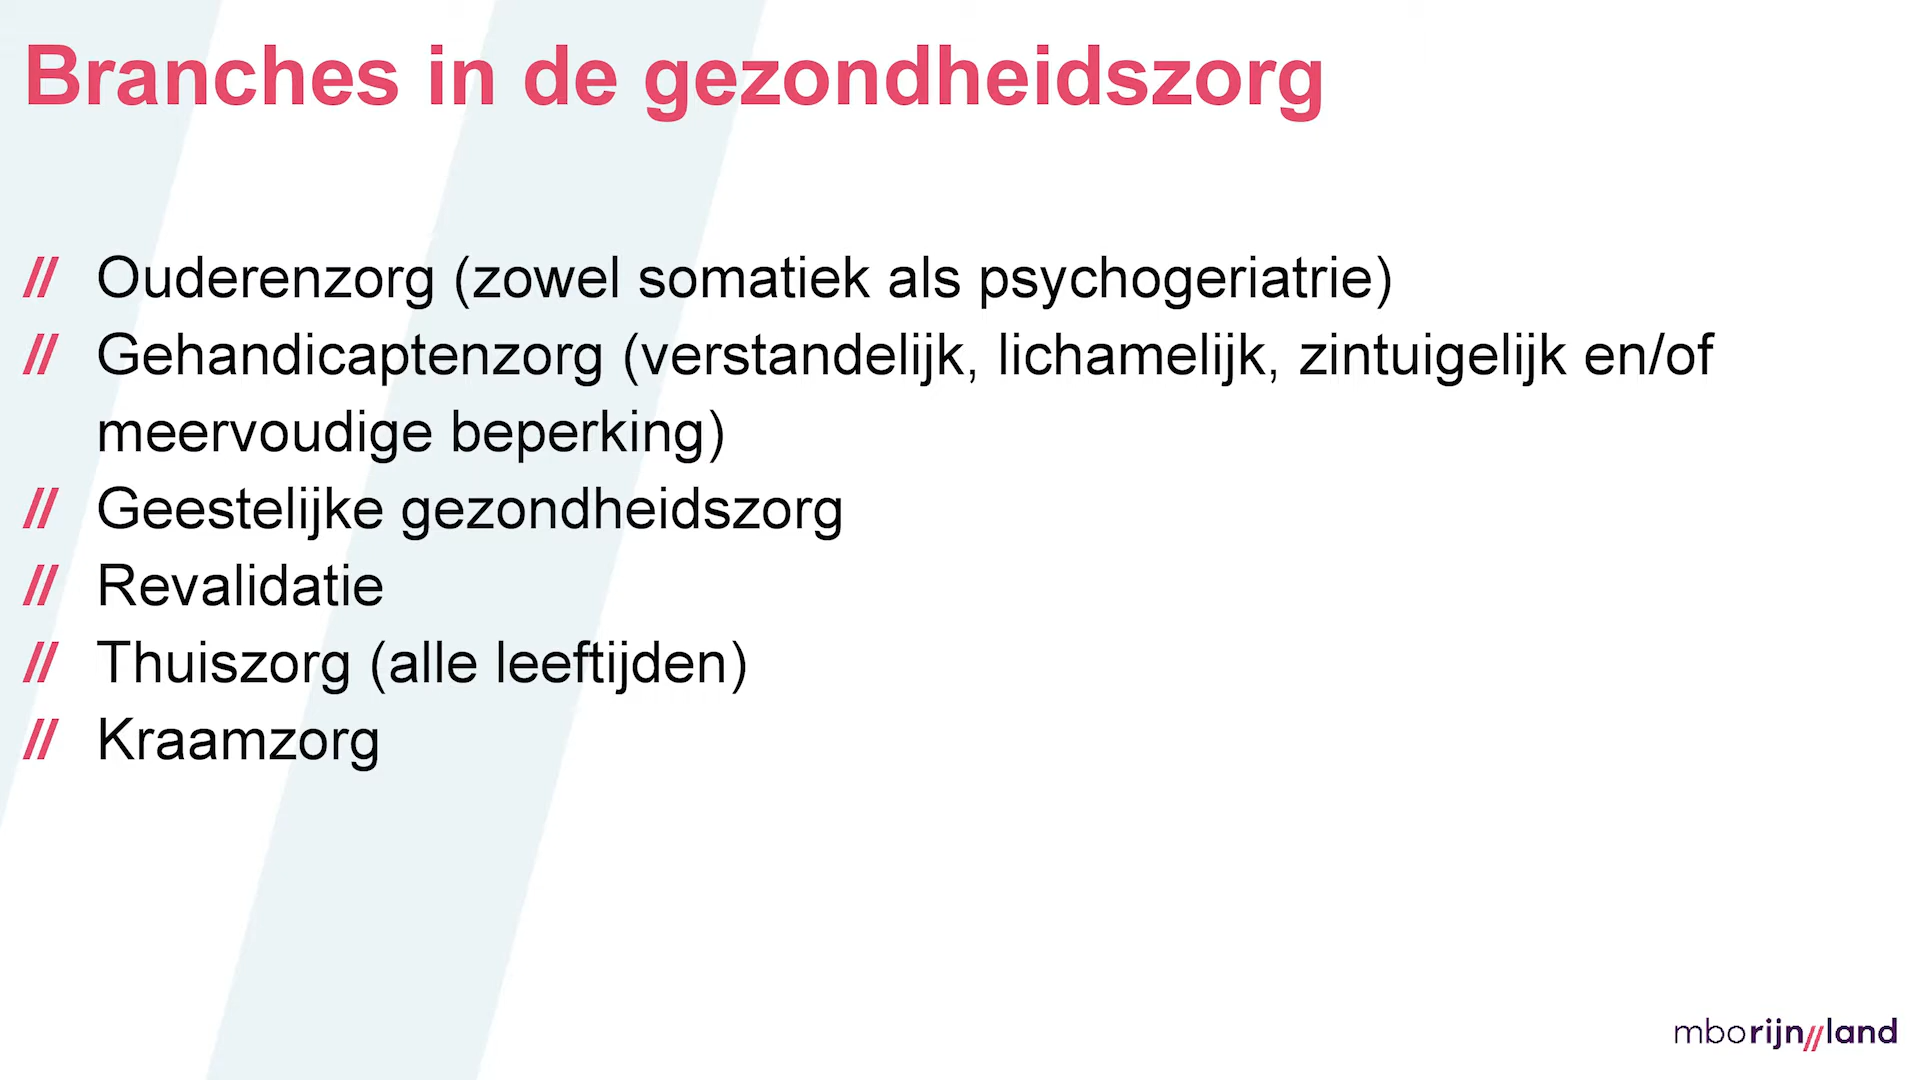 Branches in de gezondheidszorg
// Ouderenzorg (zowel somatiek als psychogeriatrie)
// Gehandicaptenzorg (verstandelijk, lichamelijk, zintuigelijk en/of
meervoudige beperking)
// Geestelijke gezondheidszorg
// Revalidatie
// Thuiszorg (alle leeftijden)
// Kraamzorg
mborijn//land